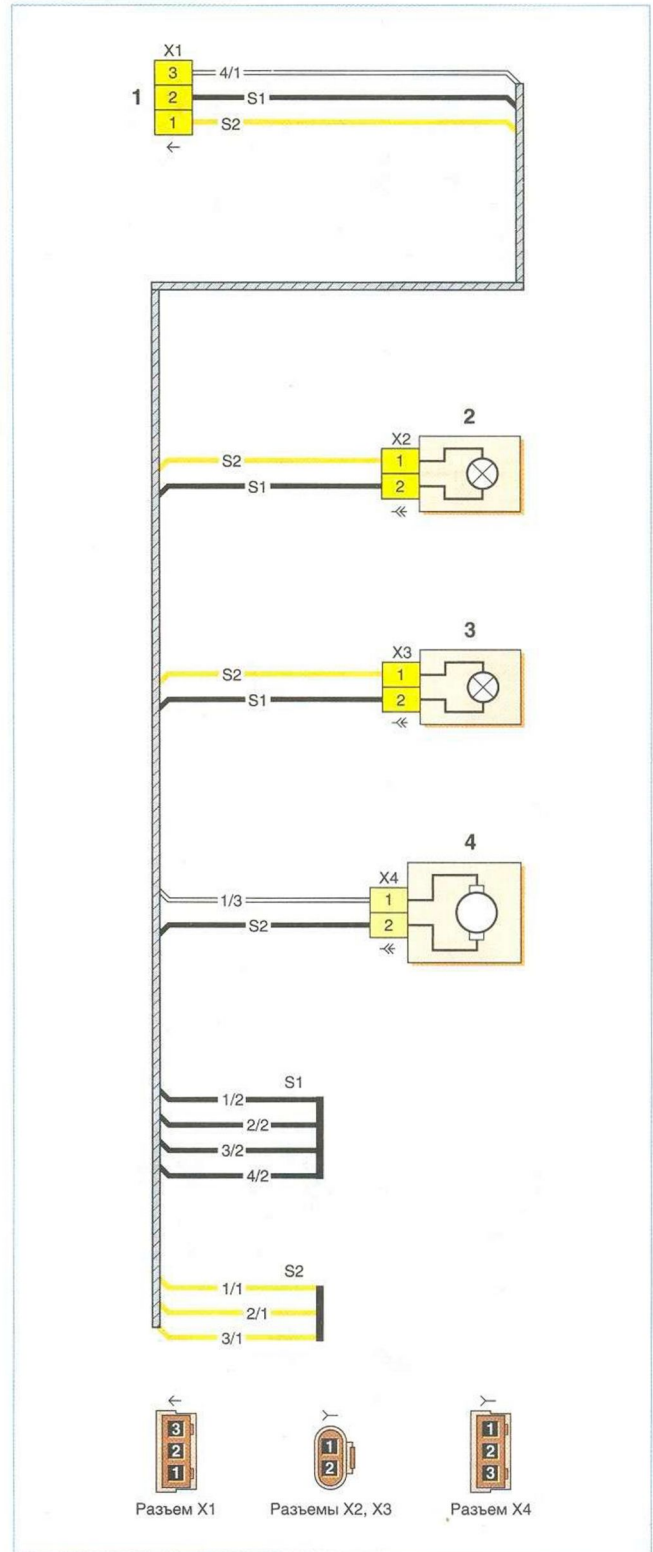 X1
3 4/1
1 2 S1
1 S2
2
X2
S2 1
S1 2
3
X3
S2 1
S1 2
4
X4
1/3 1
S2 2
S1
1/2
2/2
3/2
4/2
S2
1/1
2/1
3/1
3 1 1
2 2 2
1 3
Разъем X1 Разъемы X2, X3 Разъем X4